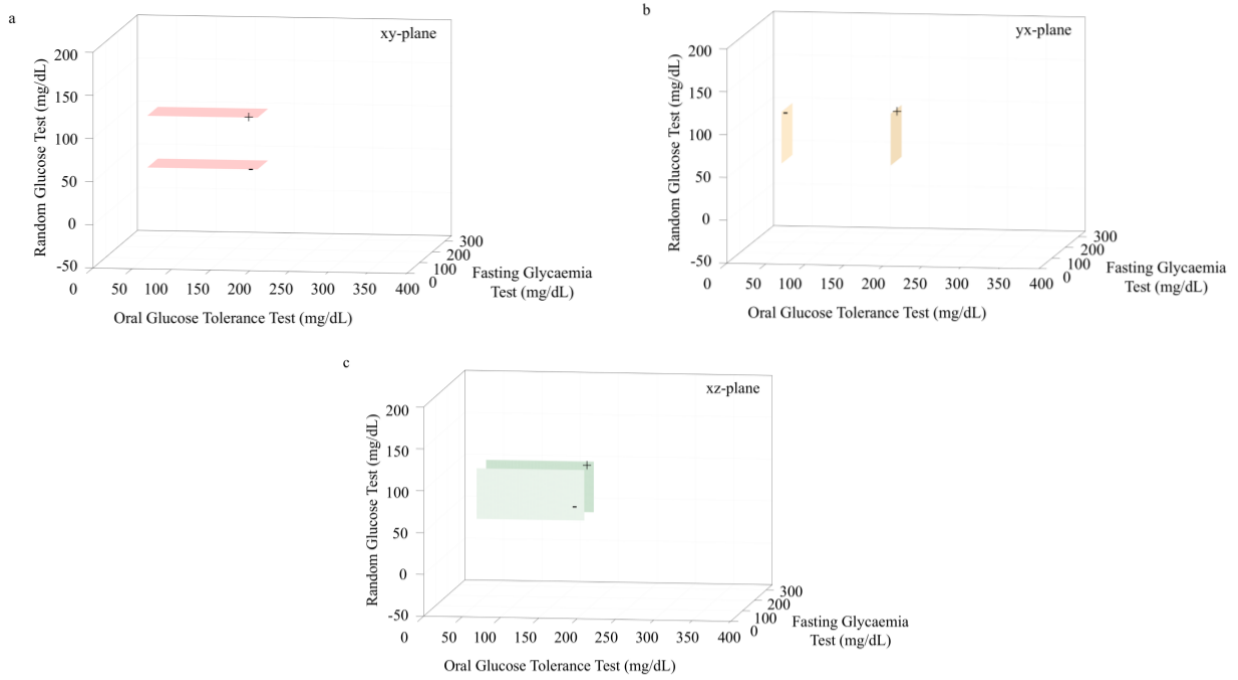 a
xy-plane
Random Glucose Test (mg/dL)
200
150
100
50
0
-50
+
-
0 50 100 150 200 250 300 350 400
300
200
100
0
Fasting Glycaemia
Test (mg/dL)
Oral Glucose Tolerance Test (mg/dL)
b
yx-plane
Random Glucose Test (mg/dL)
200
150
100
50
0
-50
- +
0 50 100 150 200 250 300 350 400
300
200
100
0
Fasting Glycaemia
Test (mg/dL)
Oral Glucose Tolerance Test (mg/dL)
c
xz-plane
Random Glucose Test (mg/dL)
200
150
100
50
0
-50
+
-
0 50 100 150 200 250 300 350 400
300
200
100
0
Fasting Glycaemia
Test (mg/dL)
Oral Glucose Tolerance Test (mg/dL)